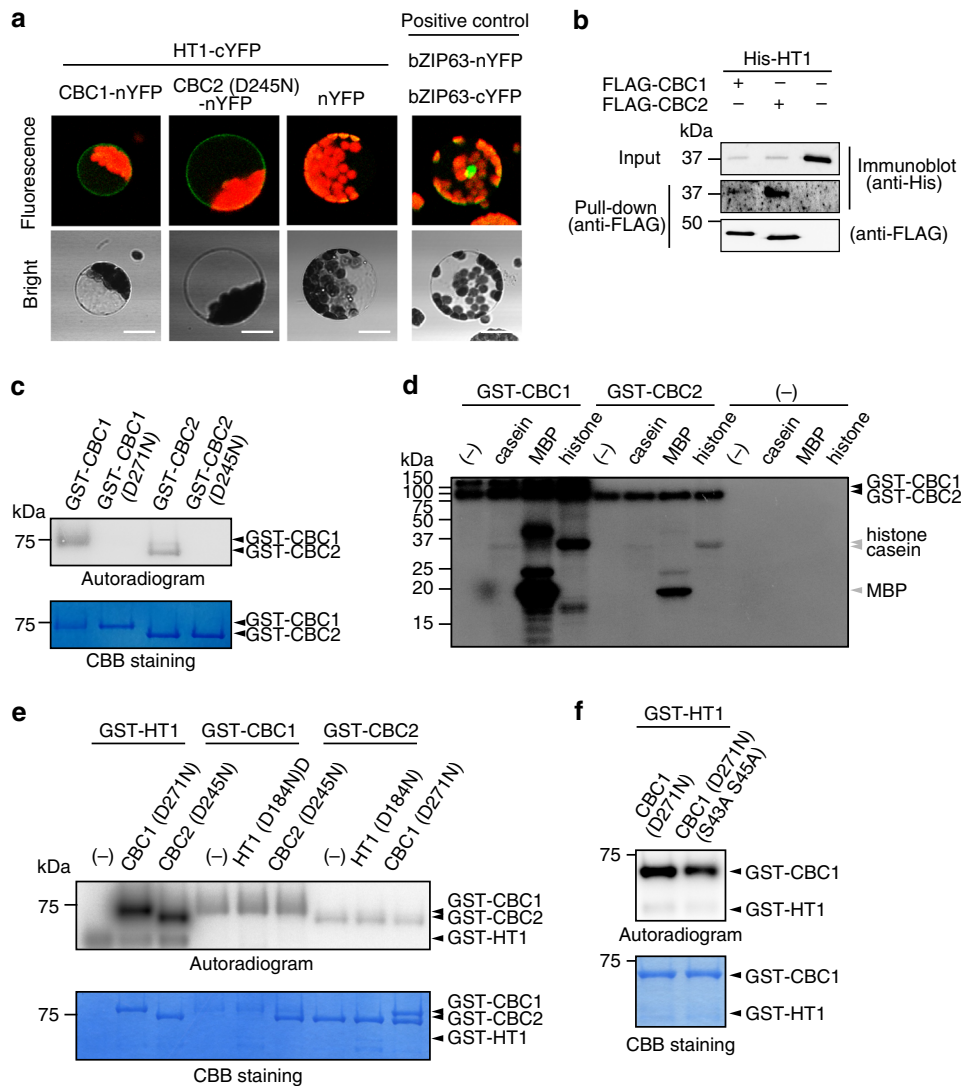 a
Positive control
HT1-cYFP
bZIP63-nYFP
CBC1-nYFP
CBC2 (D245N)
-nYFP
nYFP
bZIP63-cYFP
Fluorescence
Bright
b
His-HT1
FLAG-CBC1 + – –
FLAG-CBC2 – + –
kDa
Input
37
Immunoblot
(anti-His)
Pull-down
(anti-FLAG)
37
50
(anti-FLAG)
c
GST-CBC1
GST- CBC1
(D271N)
GST-CBC2
GST-CBC2
(D245N)
kDa
75
GST-CBC1
GST-CBC2
Autoradiogram
75
GST-CBC1
GST-CBC2
CBB staining
d
GST-CBC1
GST-CBC2
(–)
(-)
casein
MBP
histone
(-)
casein
MBP
histone
(-)
casein
MBP
histone
kDa
150
100
75
50
37
25
20
15
GST-CBC1
GST-CBC2
histone
casein
MBP
e
GST-HT1
GST-CBC1
GST-CBC2
(–)
CBC1 (D271N)
CBC2 (D245N)
(–)
HT1 (D184N)D
CBC2 (D245N)
(–)
HT1 (D184N)
CBC1 (D271N)
kDa
75
GST-CBC1
GST-CBC2
GST-HT1
Autoradiogram
75
GST-CBC1
GST-CBC2
GST-HT1
CBB staining
f
GST-HT1
CBC1
(D271N)
CBC1 (D271N)
(S43A S45A)
75
GST-CBC1
GST-HT1
Autoradiogram
75
GST-CBC1
GST-HT1
CBB staining